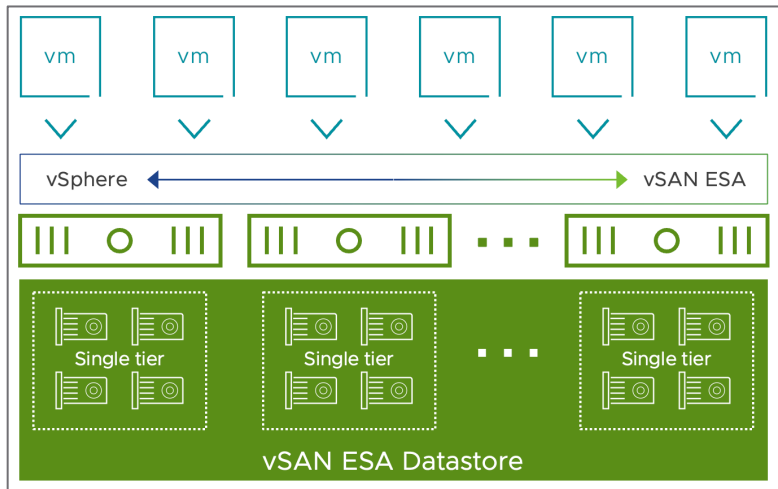 vm vm vm vm vm vm
vSphere vSAN ESA
Single tier Single tier Single tier
vSAN ESA Datastore